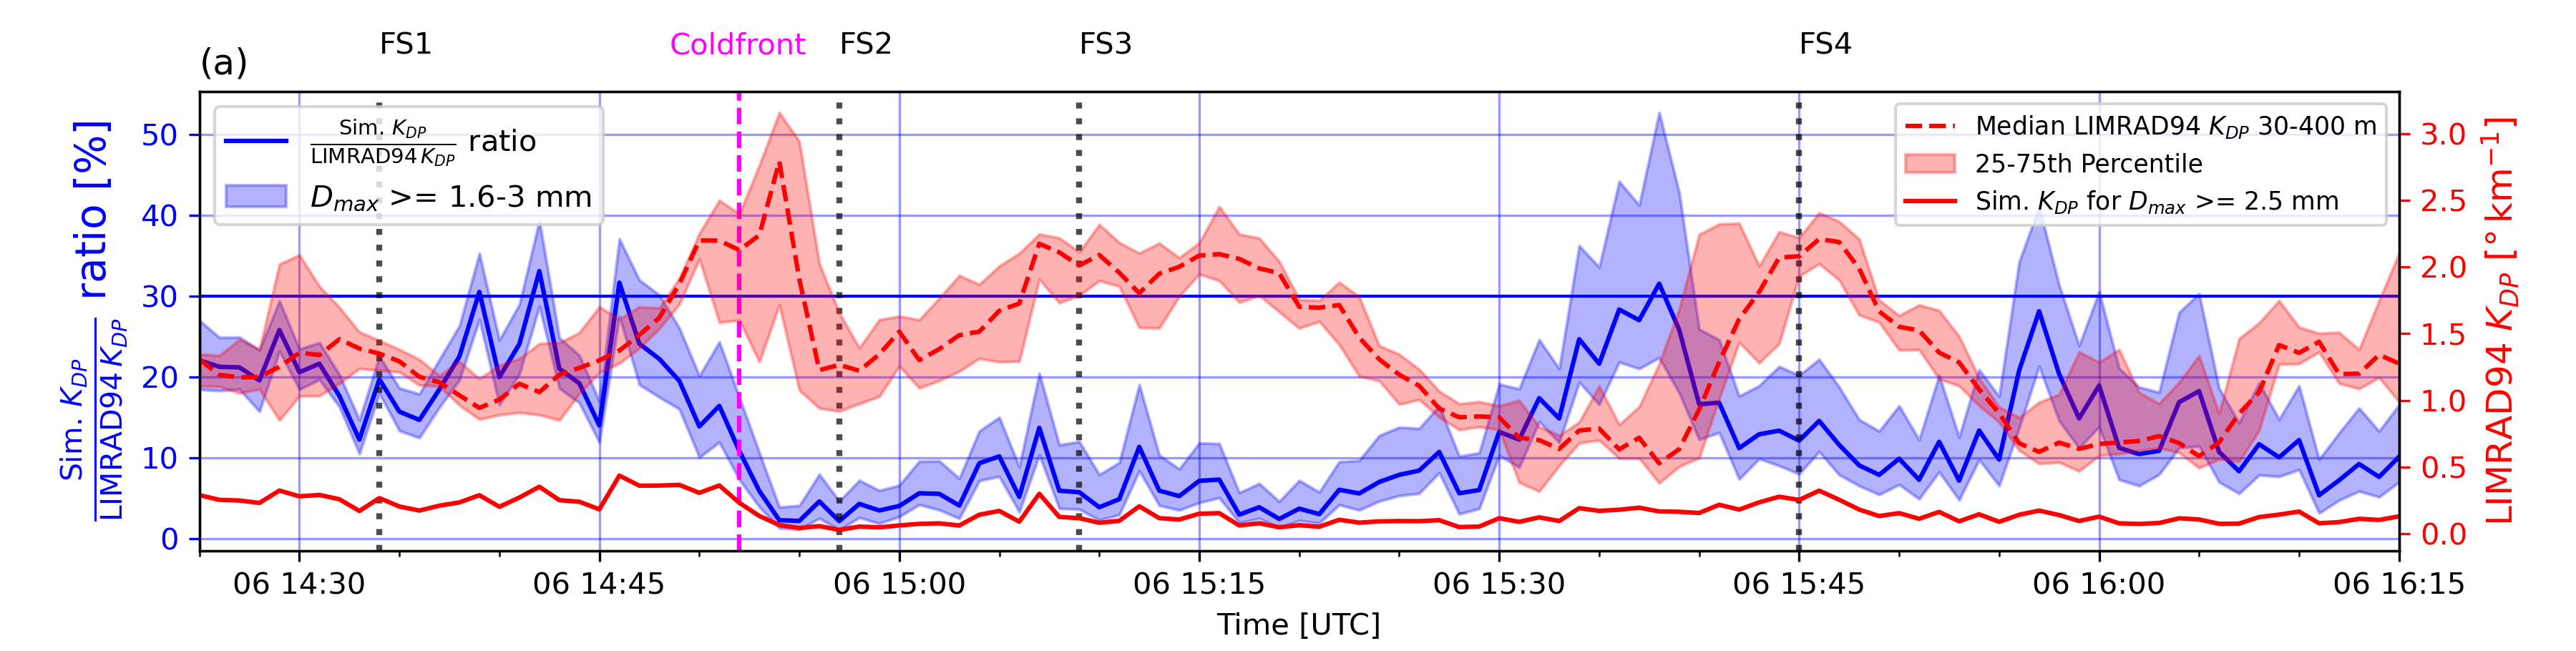 FS1 Coldfront FS2 FS3 FS4
(a)
Sim. K_DP / LIMRAD94 K_DP ratio
D_max >= 1.6-3 mm
Median LIMRAD94 K_DP 30-400 m
25-75th Percentile
Sim. K_DP for D_max >= 2.5 mm
Sim. K_DP / LIMRAD94 K_DP ratio [%]
50
40
30
20
10
0
LIMRAD94 K_DP [° km⁻¹]
3.0
2.5
2.0
1.5
1.0
0.5
0.0
06 14:30 06 14:45 06 15:00 06 15:15 06 15:30 06 15:45 06 16:00 06 16:15
Time [UTC]